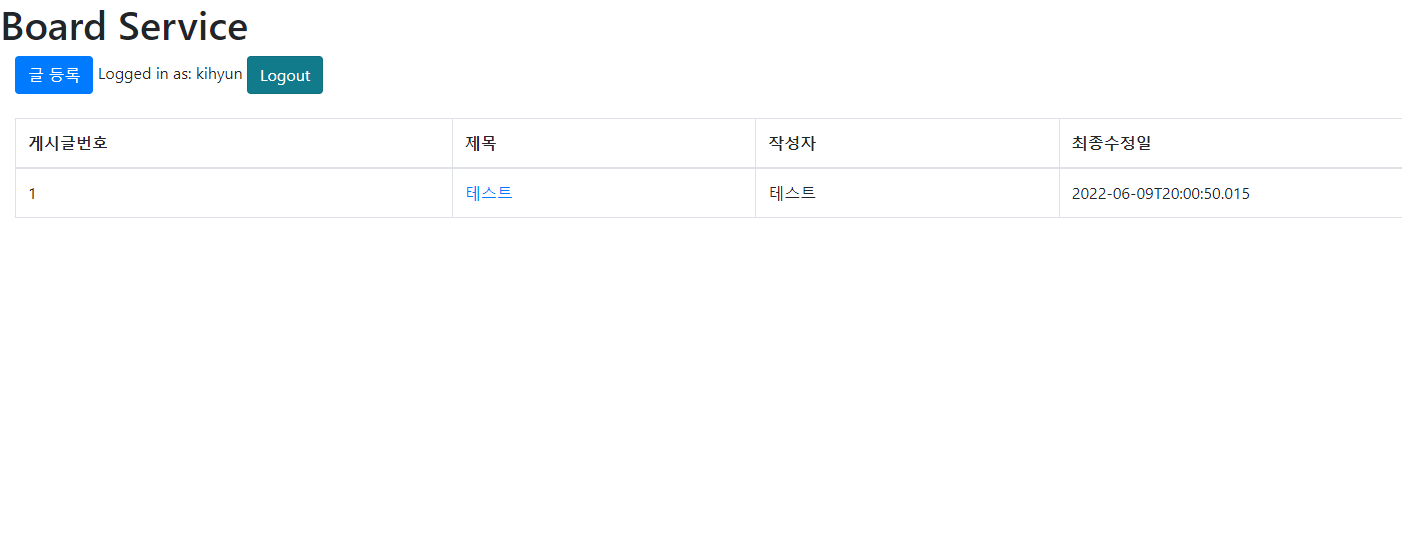 Board Service
글 등록 Logged in as: kihyun Logout
게시글번호 제목 작성자 최종수정일
1 테스트 테스트 2022-06-09T20:00:50.015